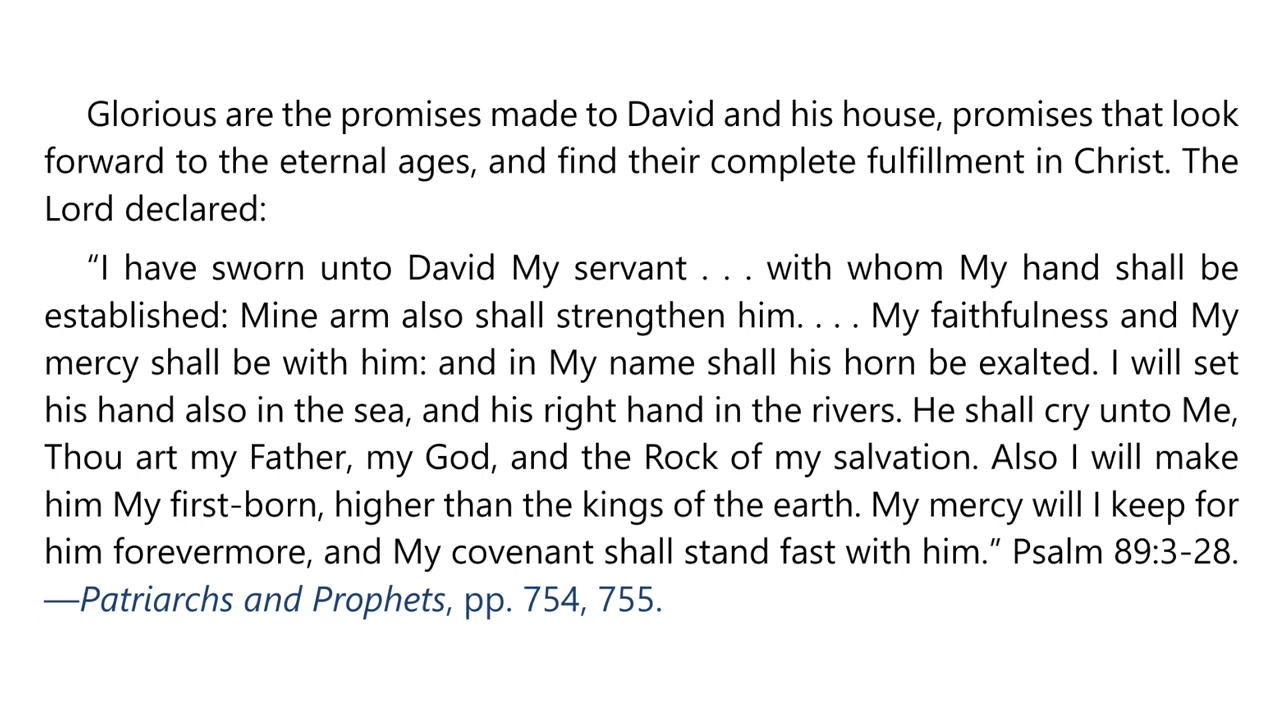 Glorious are the promises made to David and his house, promises that look
forward to the eternal ages, and find their complete fulfillment in Christ. The
Lord declared:
“I have sworn unto David My servant . . . with whom My hand shall be
established: Mine arm also shall strengthen him. . . . My faithfulness and My
mercy shall be with him: and in My name shall his horn be exalted. I will set
his hand also in the sea, and his right hand in the rivers. He shall cry unto Me,
Thou art my Father, my God, and the Rock of my salvation. Also I will make
him My first-born, higher than the kings of the earth. My mercy will I keep for
him forevermore, and My covenant shall stand fast with him.” Psalm 89:3-28.
—Patriarchs and Prophets, pp. 754, 755.